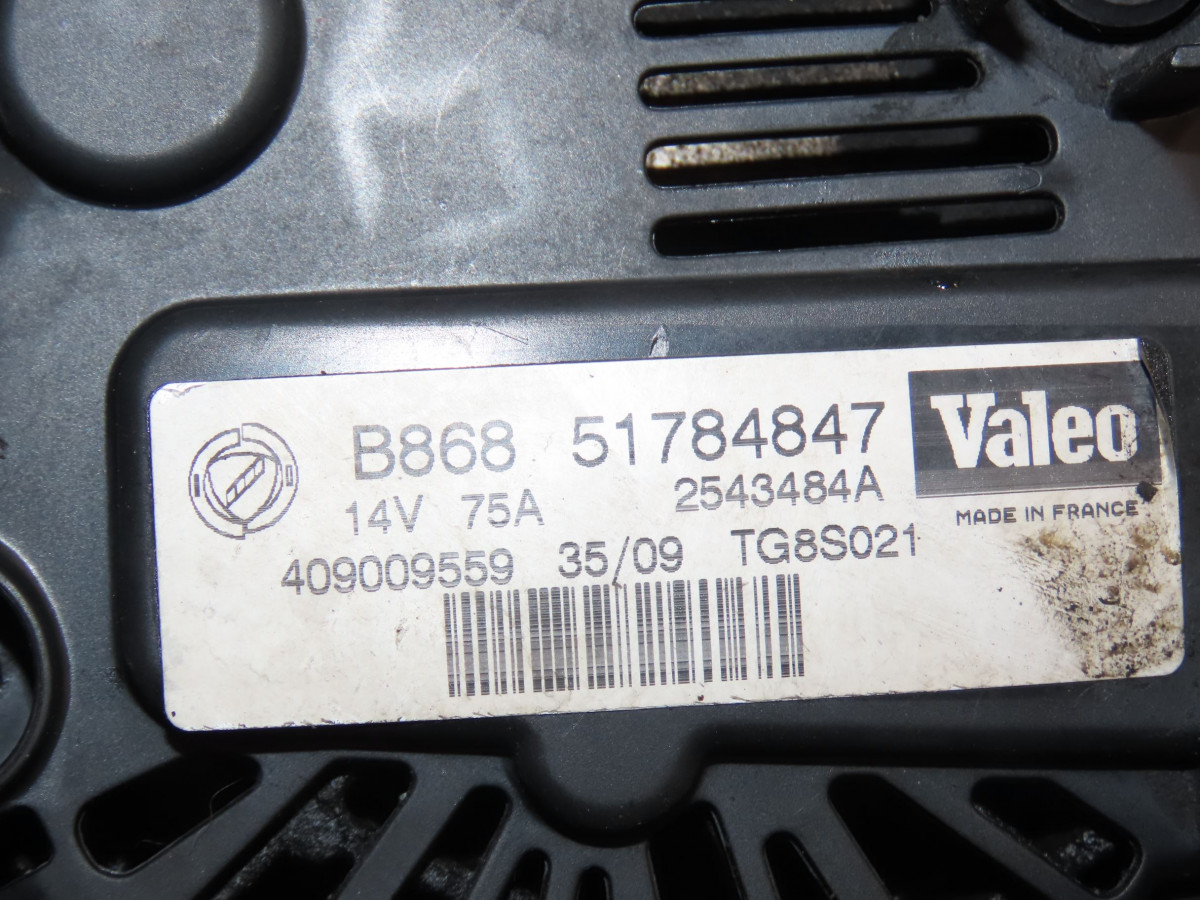 B868 51784847 Valeo
14V 75A 2543484A
MADE IN FRANCE
409009559 35/09 TG8S021